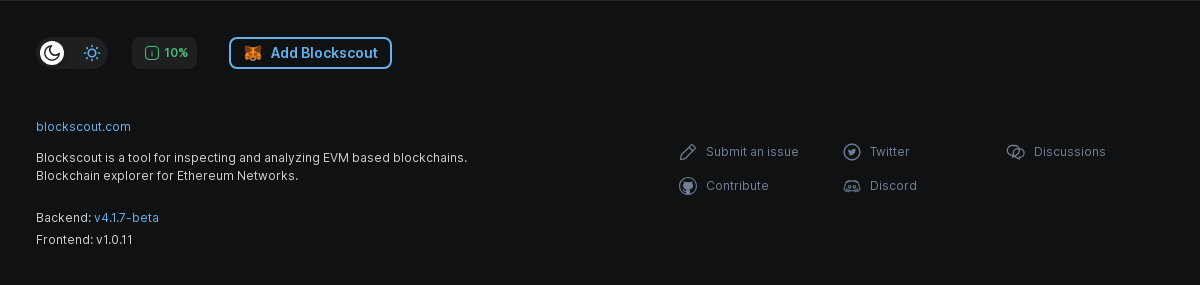 10%
Add Blockscout
blockscout.com
Blockscout is a tool for inspecting and analyzing EVM based blockchains.
Blockchain explorer for Ethereum Networks.
Backend: v4.1.7-beta
Frontend: v1.0.11
Submit an issue
Twitter
Discussions
Contribute
Discord